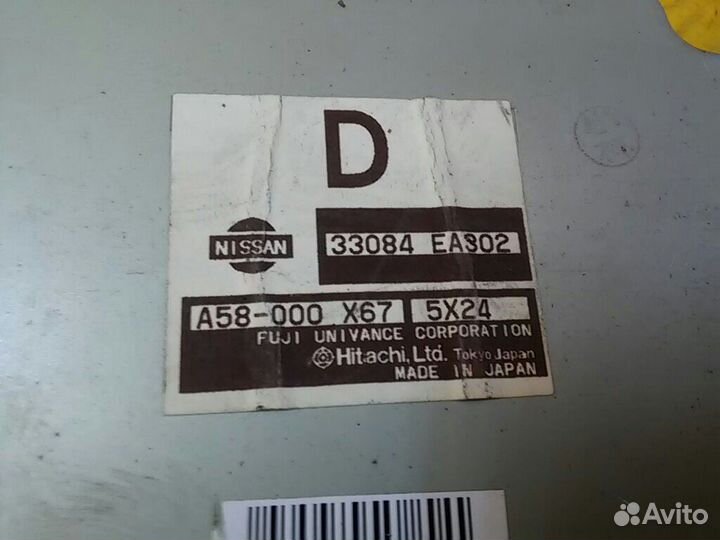 D
NISSAN
33084 EA302
A58-000 X67
5X24
FUJI UNIVANCE CORPORATION
Hitachi, Ltd. Tokyo Japan
MADE IN JAPAN
Avito